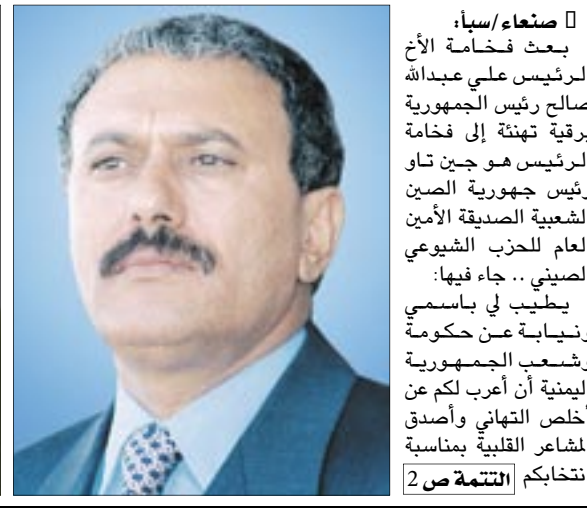 صنعاء/سبأ:
بعث فخامة الأخ
الرئيس علي عبدالله
صالح رئيس الجمهورية
برقية تهنئة إلى فخامة
الرئيس هو جين تاو
رئيس جهورية الصين
الشعبية الصديقة الأمين
العام للحزب الشيوعي
الصيني .. جاء فيها:
يطيب لي باسمي
ونيابة عن حكومة
وشعب الجمهورية
اليمنية أن أعرب لكم عن
أخلص التهاني وأصدق
المشاعر القلبية بمناسبة
انتخابكم التتمة ص 2